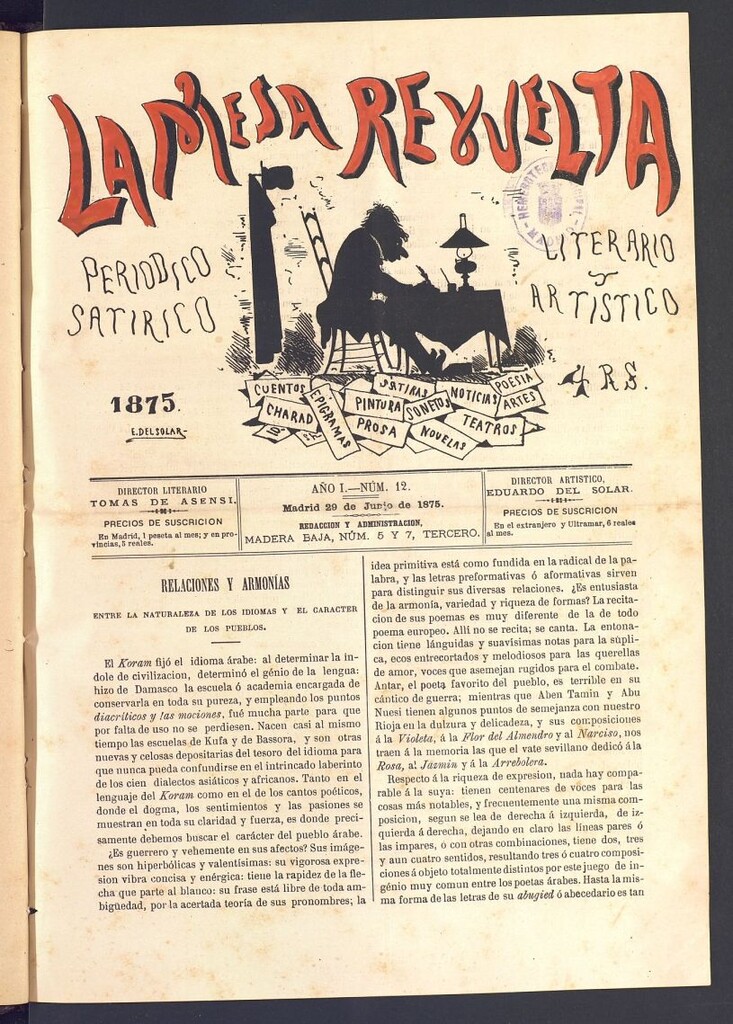 LA MESA REVUELTA
PERIODICO
SATIRICO
LITERARIO
Y
ARTISTICO
1875.
E. DEL SOLAR
4 RS.
CUENTOS
CHARAD
EPIGRAMAS
SATIRAS
PINTURA
PROSA
SONETOS
NOTICIAS
POESIA
ARTES
TEATROS
NOVELAS
DIRECTOR LITERARIO
TOMAS DE ASENSI.
PRECIOS DE SUSCRICION
En Madrid, 1 peseta al mes; y en pro-
vincias, 5 reales.
AÑO I.—NÚM. 12.
Madrid 29 de Junio de 1875.
REDACCION Y ADMINISTRACION,
MADERA BAJA, NÚM. 5 Y 7, TERCERO.
DIRECTOR ARTISTICO,
EDUARDO DEL SOLAR.
PRECIOS DE SUSCRICION
En el extranjero y Ultramar, 6 reales
al mes.
RELACIONES Y ARMONÍAS
ENTRE LA NATURALEZA DE LOS IDIOMAS Y EL CARACTER
DE LOS PUEBLOS.
El Koram fijó el idioma árabe: al determinar la ín-
dole de civilizacion, determinó el génio de la lengua:
hizo de Damasco la escuela ó academia encargada de
conservarla en toda su pureza, y empleando los puntos
diacríticos y las mociones, fué mucha parte para que
por falta de uso no se perdiesen. Nacen casi al mismo
tiempo las escuelas de Kufa y de Bassora, y son otras
nuevas y celosas depositarias del tesoro del idioma para
que nunca pueda confundirse en el intrincado laberinto
de los cien dialectos asiáticos y africanos. Tanto en el
lenguaje del Koram como en el de los cantos poéticos,
donde el dogma, los sentimientos y las pasiones se
muestran en toda su claridad y fuerza, es donde preci-
samente debemos buscar el carácter del pueblo árabe.
¿Es guerrero y vehemente en sus afectos? Sus imáge-
nes son hiperbólicas y valentísimas: su vigorosa expre-
sion vibra concisa y enérgica: tiene la rapidez de la fle-
cha que parte al blanco: su frase está libre de toda am-
bigüedad, por la acertada teoría de sus pronombres; la
idea primitiva está como fundida en la radical de la pa-
labra, y las letras preformativas ó aformativas sirven
para distinguir sus diversas relaciones. ¿Es entusiasta
de la armonía, variedad y riqueza de formas? La recita-
cion de sus poemas es muy diferente de la de todo
poema europeo. Allí no se recita; se canta. La entona-
cion tiene lánguidas y suavísimas notas para la súpli-
ca, ecos entrecortados y melodiosos para las querellas
de amor, voces que asemejan rugidos para el combate.
Antar, el poeta favorito del pueblo, es terrible en su
cántico de guerra; mientras que Aben Tamin y Abu
Nuesi tienen algunos puntos de semejanza con nuestro
Rioja en la dulzura y delicadeza, y sus composiciones
á la Violeta, á la Flor del Almendro y al Narciso, nos
traen á la memoria las que el vate sevillano dedicó á la
Rosa, al Jazmin y á la Arrebolera.
Respecto á la riqueza de expresion, nada hay compa-
rable á la suya: tienen centenares de voces para las
cosas más notables, y frecuentemente una misma com-
posicion, segun se lea de derecha á izquierda, de iz-
quierda á derecha, dejando en claro las líneas pares ó
las impares, ó con otras combinaciones, tiene dos, tres
y aun cuatro sentidos, resultando tres ó cuatro composi-
ciones á objeto totalmente distintos por este juego de in-
génio muy comun entre los poetas árabes. Hasta la mis-
ma forma de las letras de su abugied ó abecedario es tan